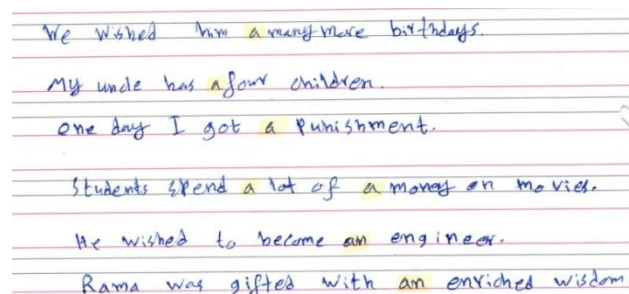 We wished him a many more birthdays.
My uncle has a four children.
One day I got a punishment.
Students spend a lot of a money on movies.
He wished to become an engineer.
Rama was gifted with an enriched wisdom